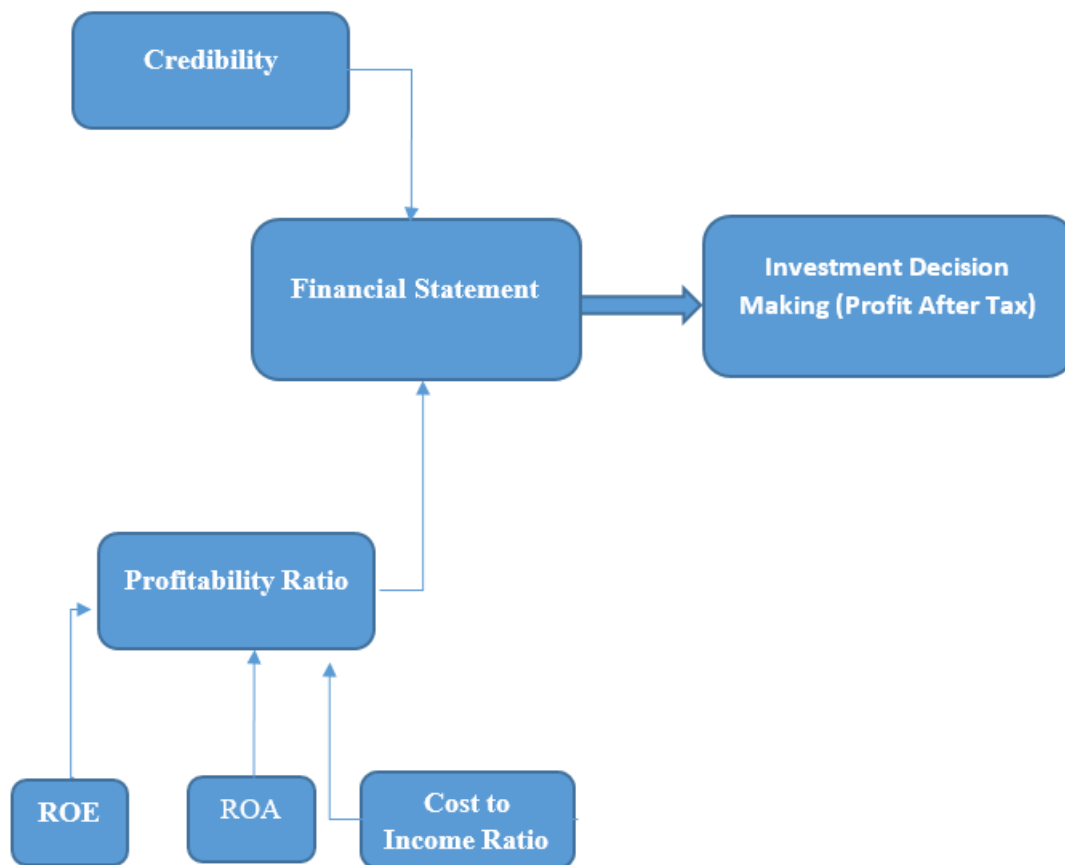 Credibility
Financial Statement
Investment Decision
Making (Profit After Tax)
Profitability Ratio
ROE
ROA
Cost to
Income Ratio